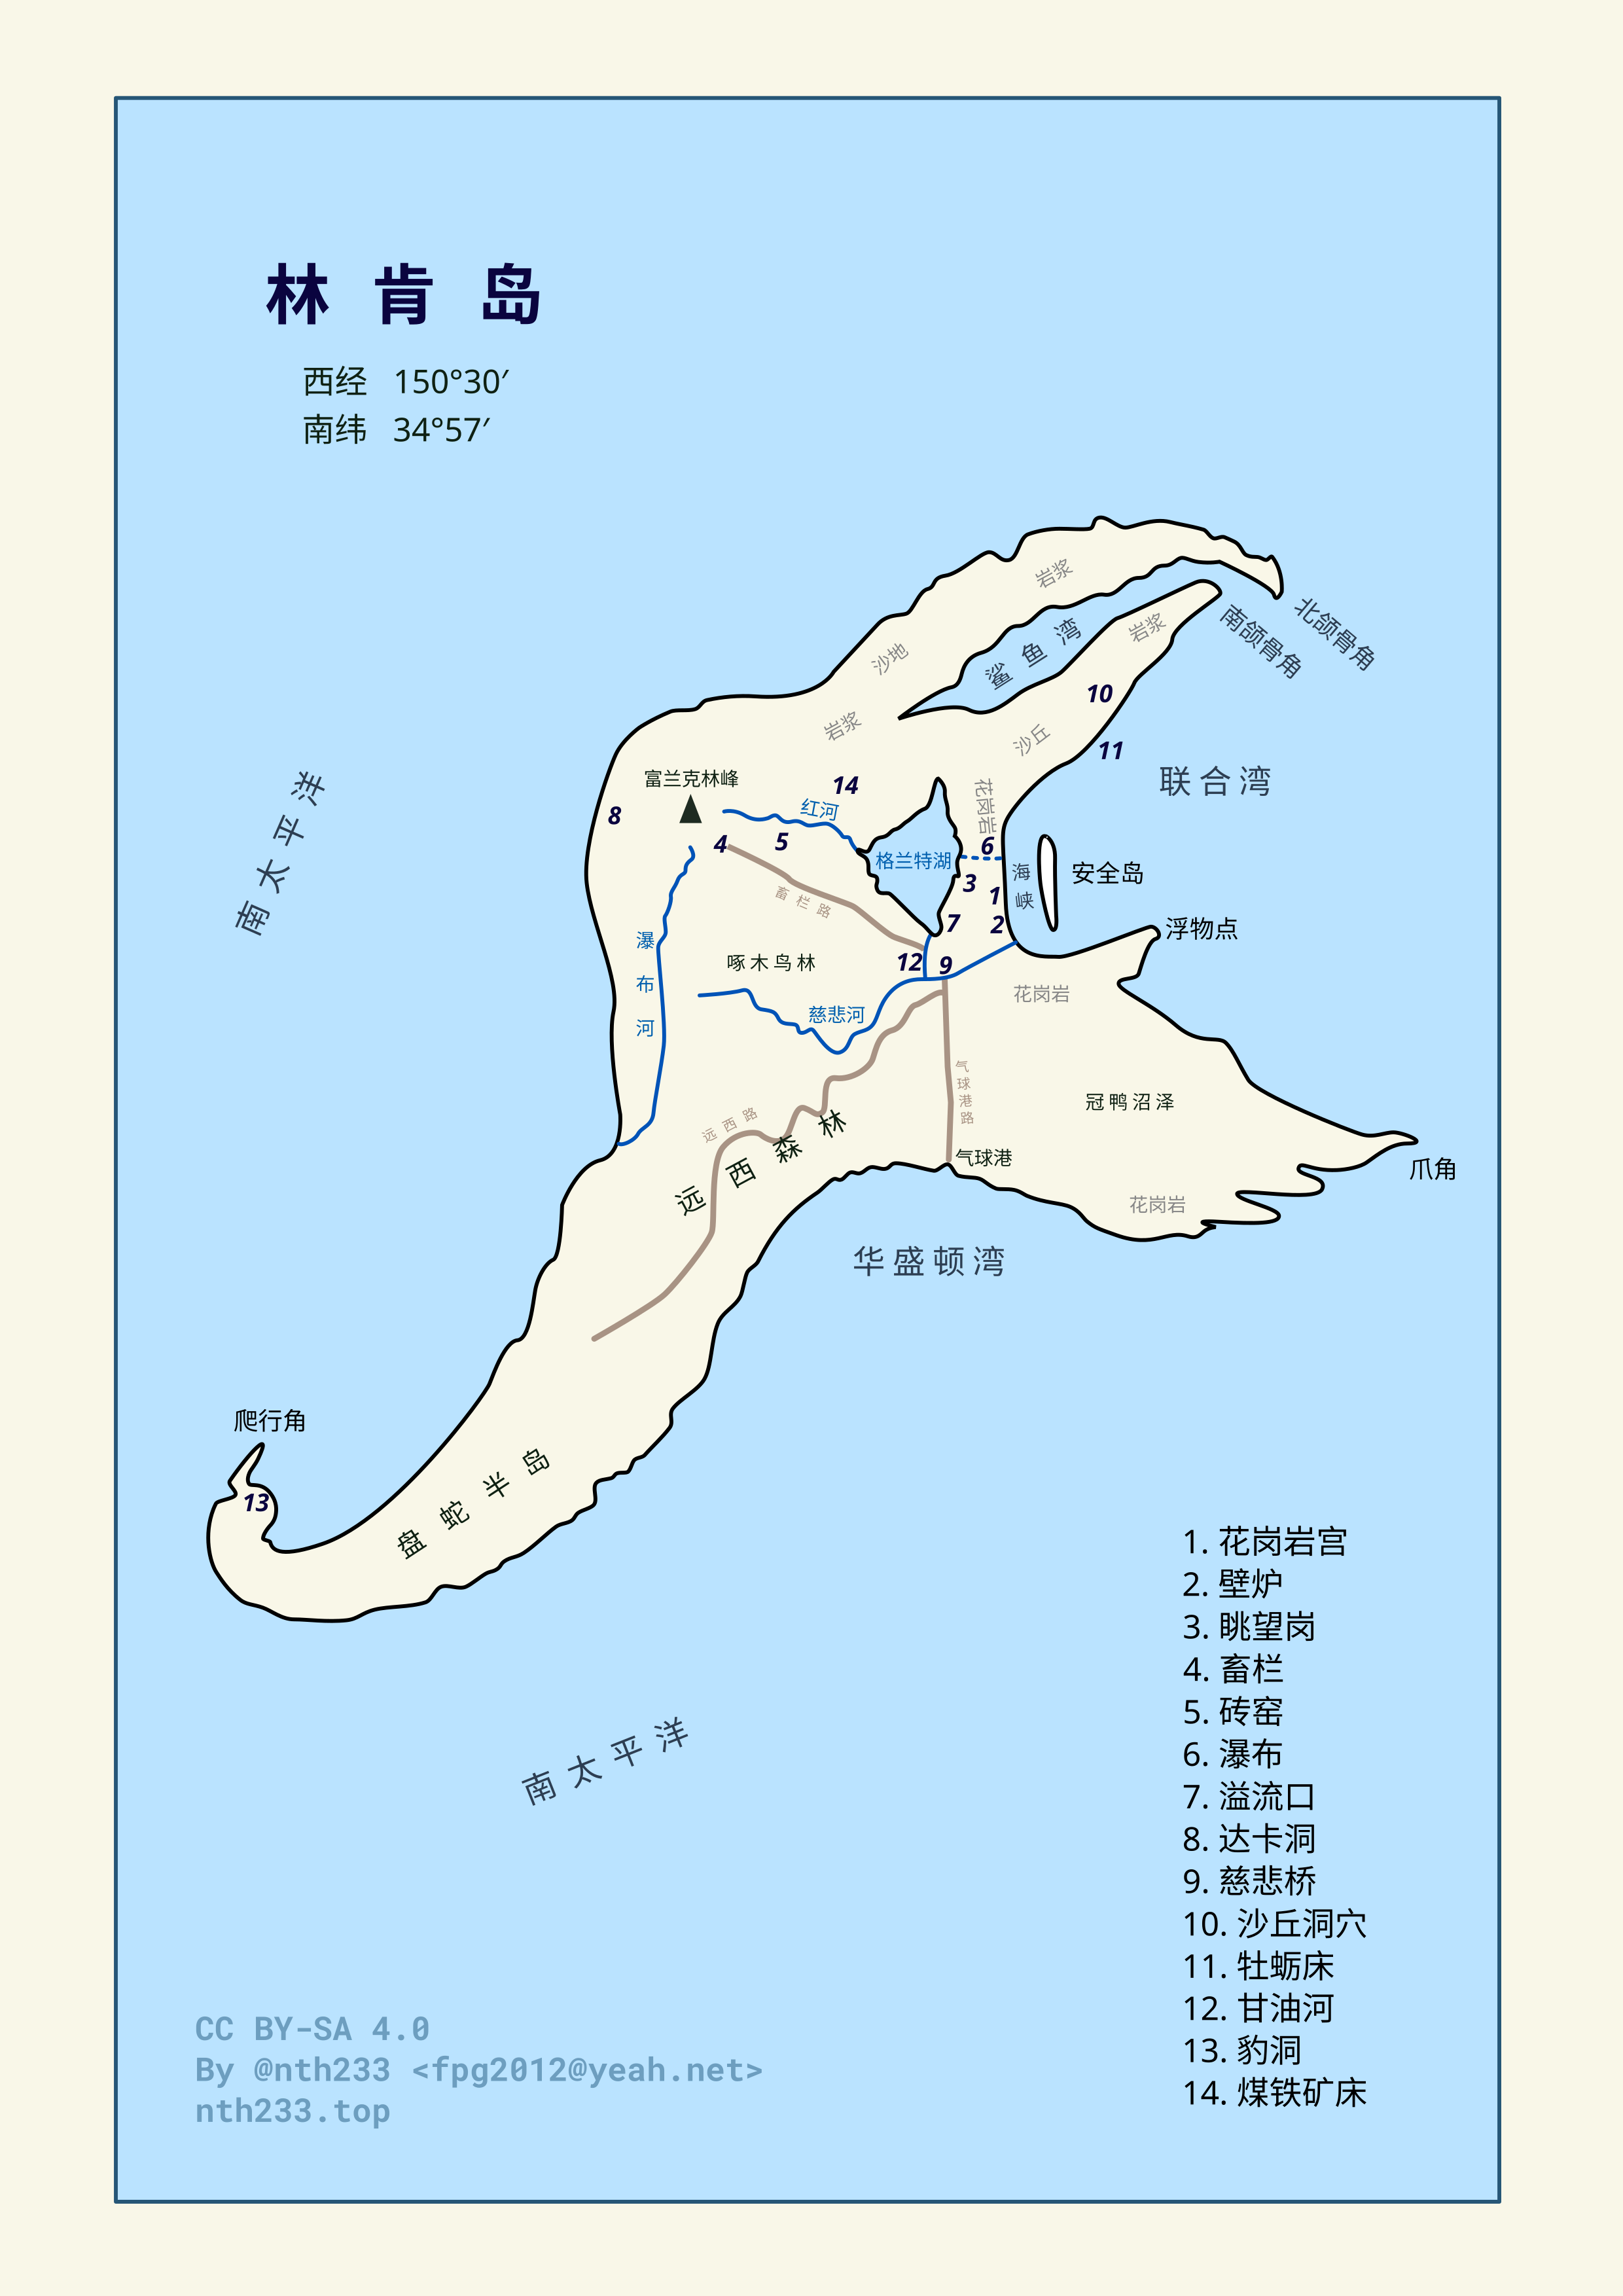 林肯岛
西经 150°30′
南纬 34°57′
岩浆
北颌骨角
南颌骨角
岩浆
鲨鱼湾
沙地
10
岩浆
沙丘
11
联合湾
南太平洋
富兰克林峰
14
花岗岩
红河
8
4
5
6
格兰特湖
海峡
安全岛
3
1
畜栏路
7
2
浮物点
瀑布河
啄木鸟林
12
9
花岗岩
慈悲河
气球港路
冠鸭沼泽
远西路
远西森林
气球港
爪角
花岗岩
华盛顿湾
爬行角
13
盘蛇半岛
南太平洋
1. 花岗岩宫
2. 壁炉
3. 眺望岗
4. 畜栏
5. 砖窑
6. 瀑布
7. 溢流口
8. 达卡洞
9. 慈悲桥
10. 沙丘洞穴
11. 牡蛎床
12. 甘油河
13. 豹洞
14. 煤铁矿床
CC BY-SA 4.0
By @nth233 <fpg2012@yeah.net>
nth233.top